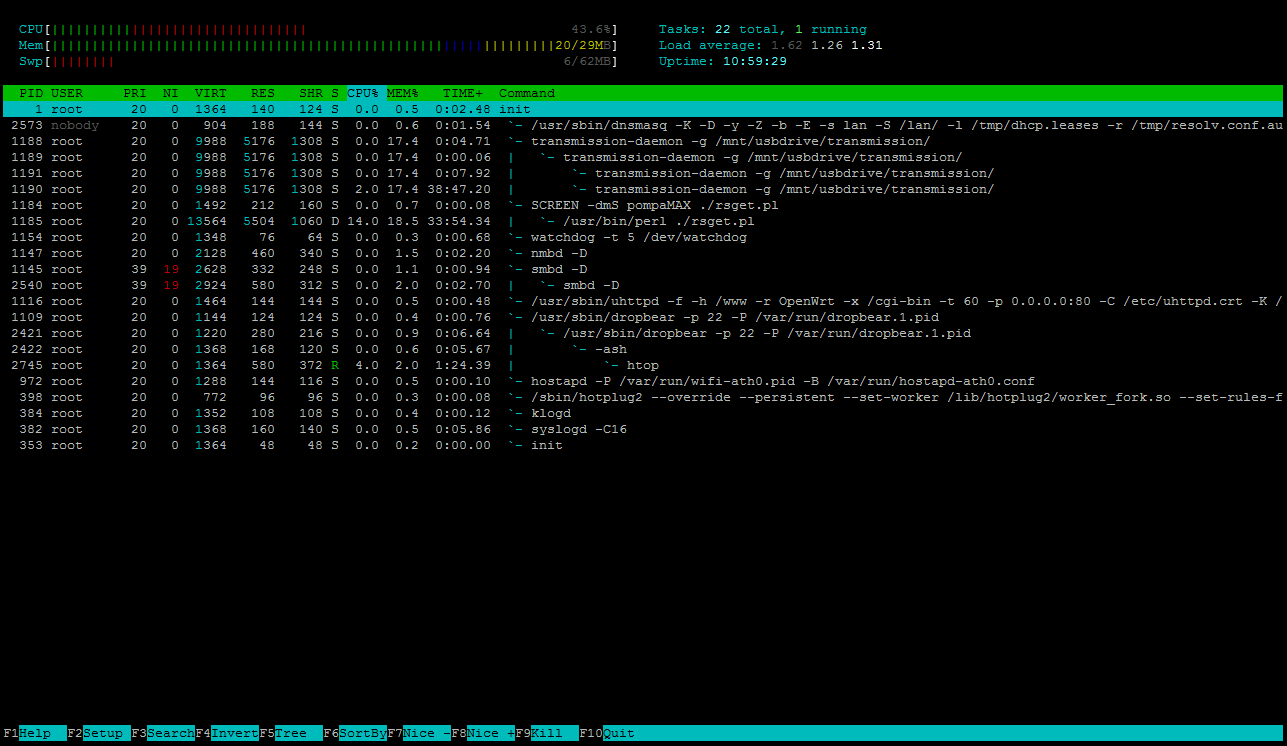 CPU[|||||||||||||||||||||||||||||||| 43.6%] Tasks: 22 total, 1 running
Mem[|||||||||||||||||||||||||||||||||||||||||||||||||||||||||||||||20/29MB] Load average: 1.62 1.26 1.31
Swp[|||||||| 6/62MB] Uptime: 10:59:29
PID USER PRI NI VIRT RES SHR S CPU% MEM% TIME+ Command
1 root 20 0 1364 140 124 S 0.0 0.5 0:02.48 init
2573 nobody 20 0 904 188 144 S 0.0 0.6 0:01.54 `- /usr/sbin/dnsmasq -K -D -y -Z -b -E -s lan -S /lan/ -l /tmp/dhcp.leases -r /tmp/resolv.conf.au
1188 root 20 0 9988 5176 1308 S 0.0 17.4 0:04.71 `- transmission-daemon -g /mnt/usbdrive/transmission/
1189 root 20 0 9988 5176 1308 S 0.0 17.4 0:00.06 | `- transmission-daemon -g /mnt/usbdrive/transmission/
1191 root 20 0 9988 5176 1308 S 0.0 17.4 0:07.92 | `- transmission-daemon -g /mnt/usbdrive/transmission/
1190 root 20 0 9988 5176 1308 S 2.0 17.4 38:47.20 | `- transmission-daemon -g /mnt/usbdrive/transmission/
1184 root 20 0 1492 212 160 S 0.0 0.7 0:00.08 `- SCREEN -dmS pompaMAX ./rsget.pl
1185 root 20 0 13564 5504 1060 D 14.0 18.5 33:54.34 | `- /usr/bin/perl ./rsget.pl
1154 root 20 0 1348 76 64 S 0.0 0.3 0:00.68 `- watchdog -t 5 /dev/watchdog
1147 root 20 0 2128 460 340 S 0.0 1.5 0:02.20 `- nmbd -D
1145 root 39 19 2628 332 248 S 0.0 1.1 0:00.94 `- smbd -D
2540 root 39 19 2924 580 312 S 0.0 2.0 0:02.70 | `- smbd -D
1116 root 20 0 1464 144 144 S 0.0 0.5 0:00.48 `- /usr/sbin/uhttpd -f -h /www -r OpenWrt -x /cgi-bin -t 60 -p 0.0.0.0:80 -C /etc/uhttpd.crt -K /
1109 root 20 0 1144 124 124 S 0.0 0.4 0:00.76 `- /usr/sbin/dropbear -p 22 -P /var/run/dropbear.1.pid
2421 root 20 0 1220 280 216 S 0.0 0.9 0:06.64 | `- /usr/sbin/dropbear -p 22 -P /var/run/dropbear.1.pid
2422 root 20 0 1368 168 120 S 0.0 0.6 0:05.67 | `- -ash
2745 root 20 0 1364 580 372 R 4.0 2.0 1:24.39 | `- htop
972 root 20 0 1288 144 116 S 0.0 0.5 0:00.10 `- hostapd -P /var/run/wifi-ath0.pid -B /var/run/hostapd-ath0.conf
398 root 20 0 772 96 96 S 0.0 0.3 0:00.08 `- /sbin/hotplug2 --override --persistent --set-worker /lib/hotplug2/worker_fork.so --set-rules-f
384 root 20 0 1352 108 108 S 0.0 0.4 0:00.12 `- klogd
382 root 20 0 1368 160 140 S 0.0 0.5 0:05.86 `- syslogd -C16
353 root 20 0 1364 48 48 S 0.0 0.2 0:00.00 `- init
F1Help F2Setup F3SearchF4InvertF5Tree F6SortByF7Nice -F8Nice +F9Kill F10Quit